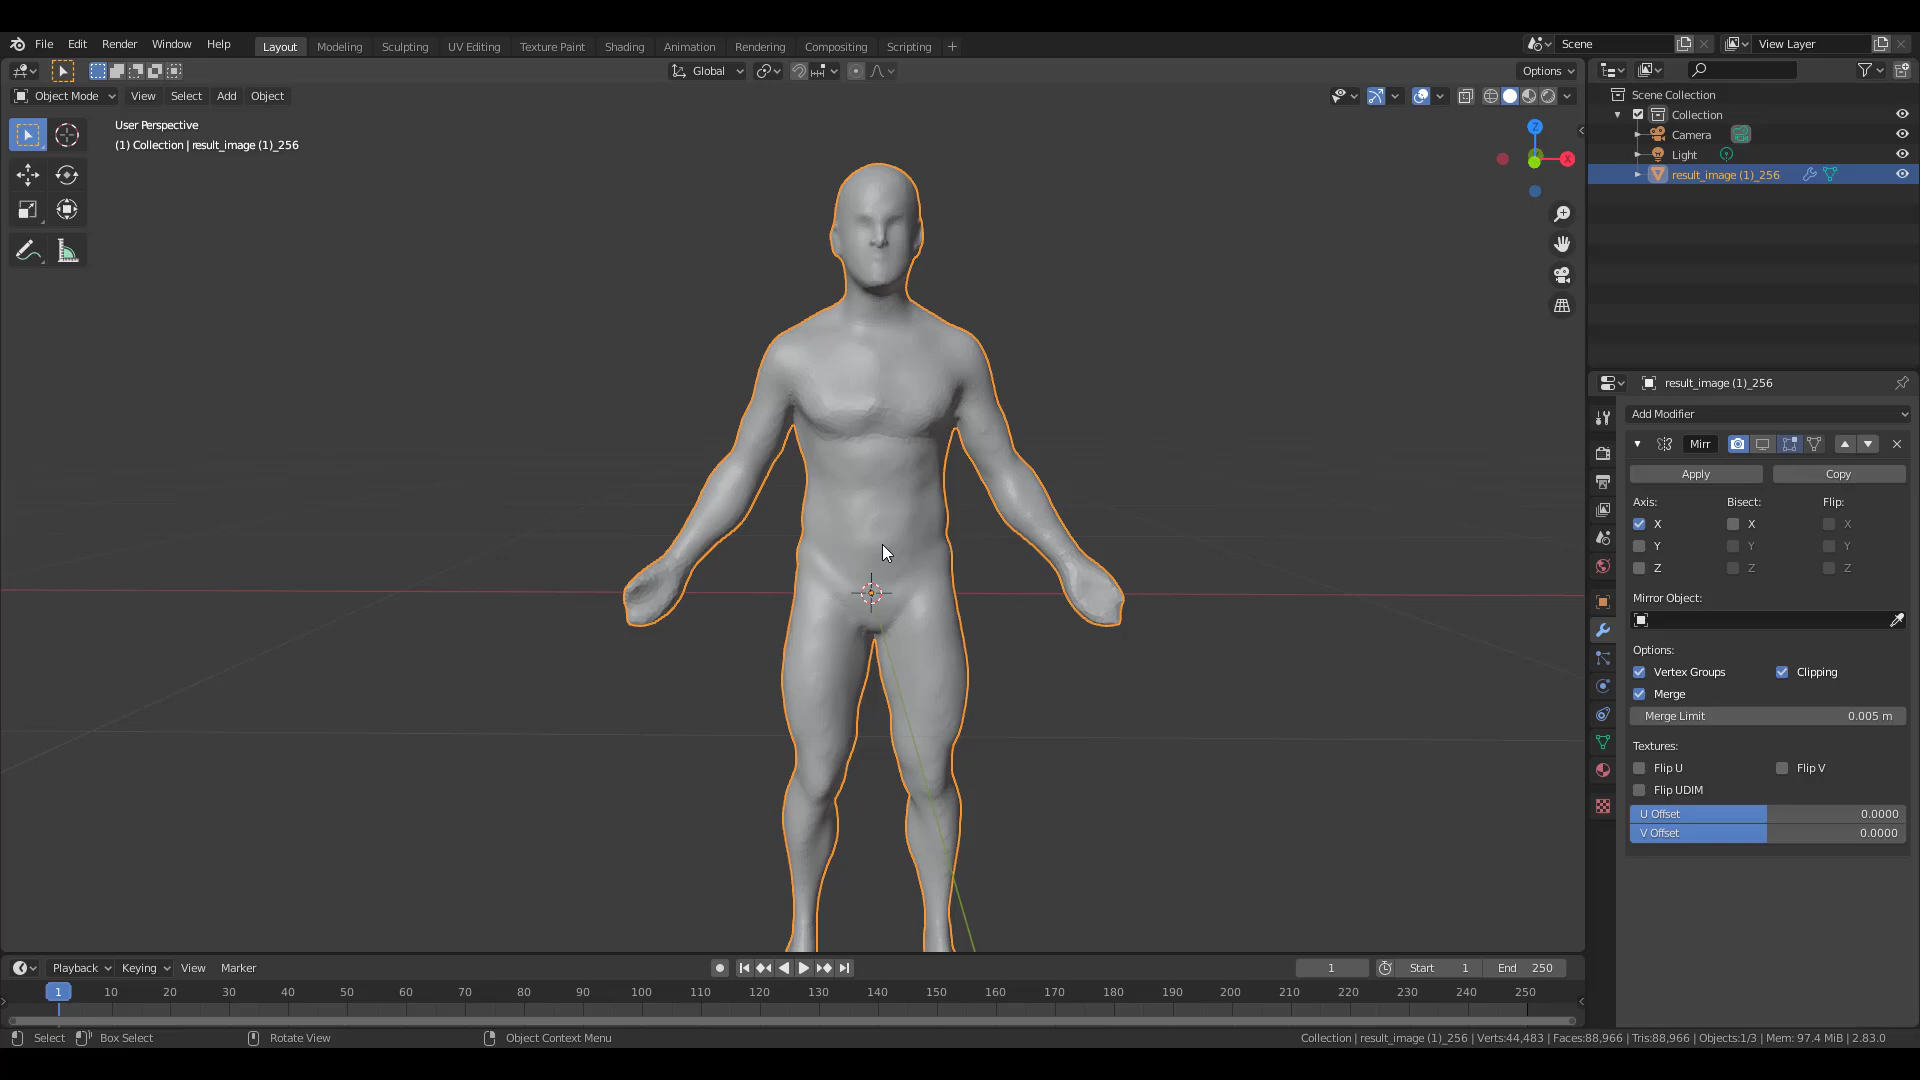 File Edit Render Window Help Layout Modeling Sculpting UV Editing Texture Paint Shading Animation Rendering Compositing Scripting + Scene View Layer
Global Options
Object Mode View Select Add Object
User Perspective
(1) Collection | result_image (1)_256
Z
X
Scene Collection
Collection
Camera
Light
result_image (1)_256
result_image (1)_256
Add Modifier
Mirr
Apply Copy
Axis: Bisect: Flip:
X X X
Y Y Y
Z Z Z
Mirror Object:
Options:
Vertex Groups Clipping
Merge
Merge Limit 0.005 m
Textures:
Flip U Flip V
Flip UDIM
U Offset 0.0000
V Offset 0.0000
Playback Keying View Marker 1 Start 1 End 250
1 10 20 30 40 50 60 70 80 90 100 110 120 130 140 150 160 170 180 190 200 210 220 230 240 250
Select Box Select Rotate View Object Context Menu Collection | result_image (1)_256 | Verts:44,483 | Faces:88,966 | Tris:88,966 | Objects:1/3 | Mem: 97.4 MiB | 2.83.0